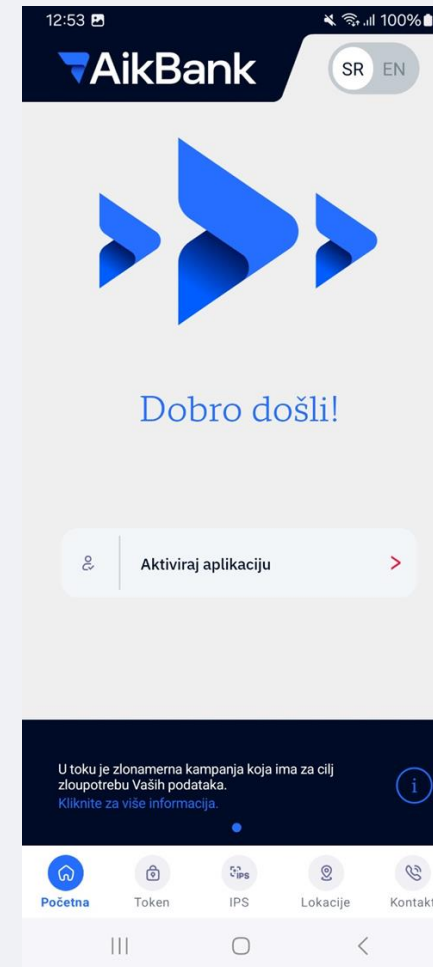 12:53
100%
AikBank
SR EN
Dobro došli!
Aktiviraj aplikaciju
U toku je zlonamerna kampanja koja ima za cilj
zloupotrebu Vaših podataka.
Kliknite za više informacija.
i
IPS
Početna Token IPS Lokacije Kontakt